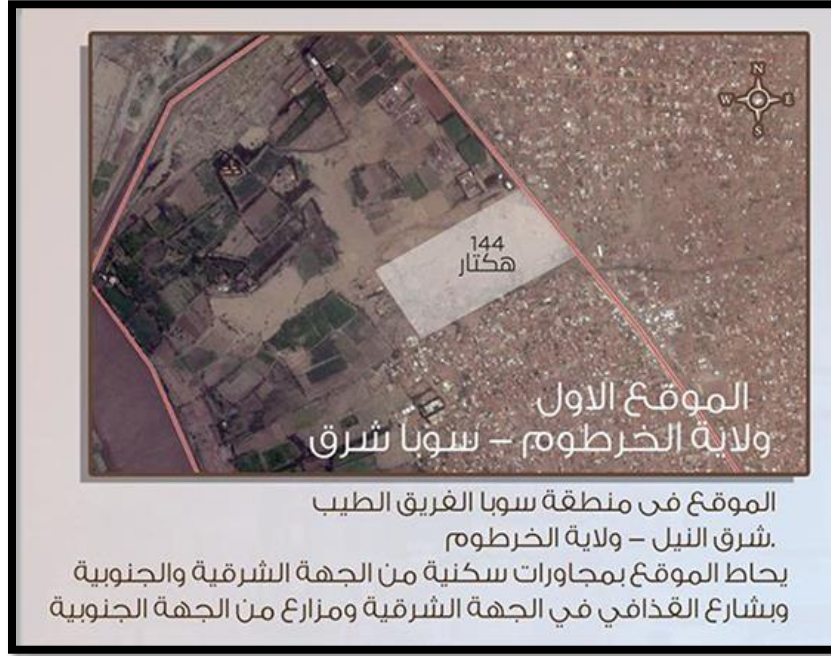 N
W E
S
144
هكتار
الموقع الاول
ولاية الخرطوم – سوبا شرق
الموقع فى منطقة سوبا الفريق الطيب
شرق النيل – ولاية الخرطوم.
يحاط الموقع بمجاورات سكنية من الجهة الشرقية والجنوبية
وبشارع القذافي في الجهة الشرقية ومزارع من الجهة الجنوبية